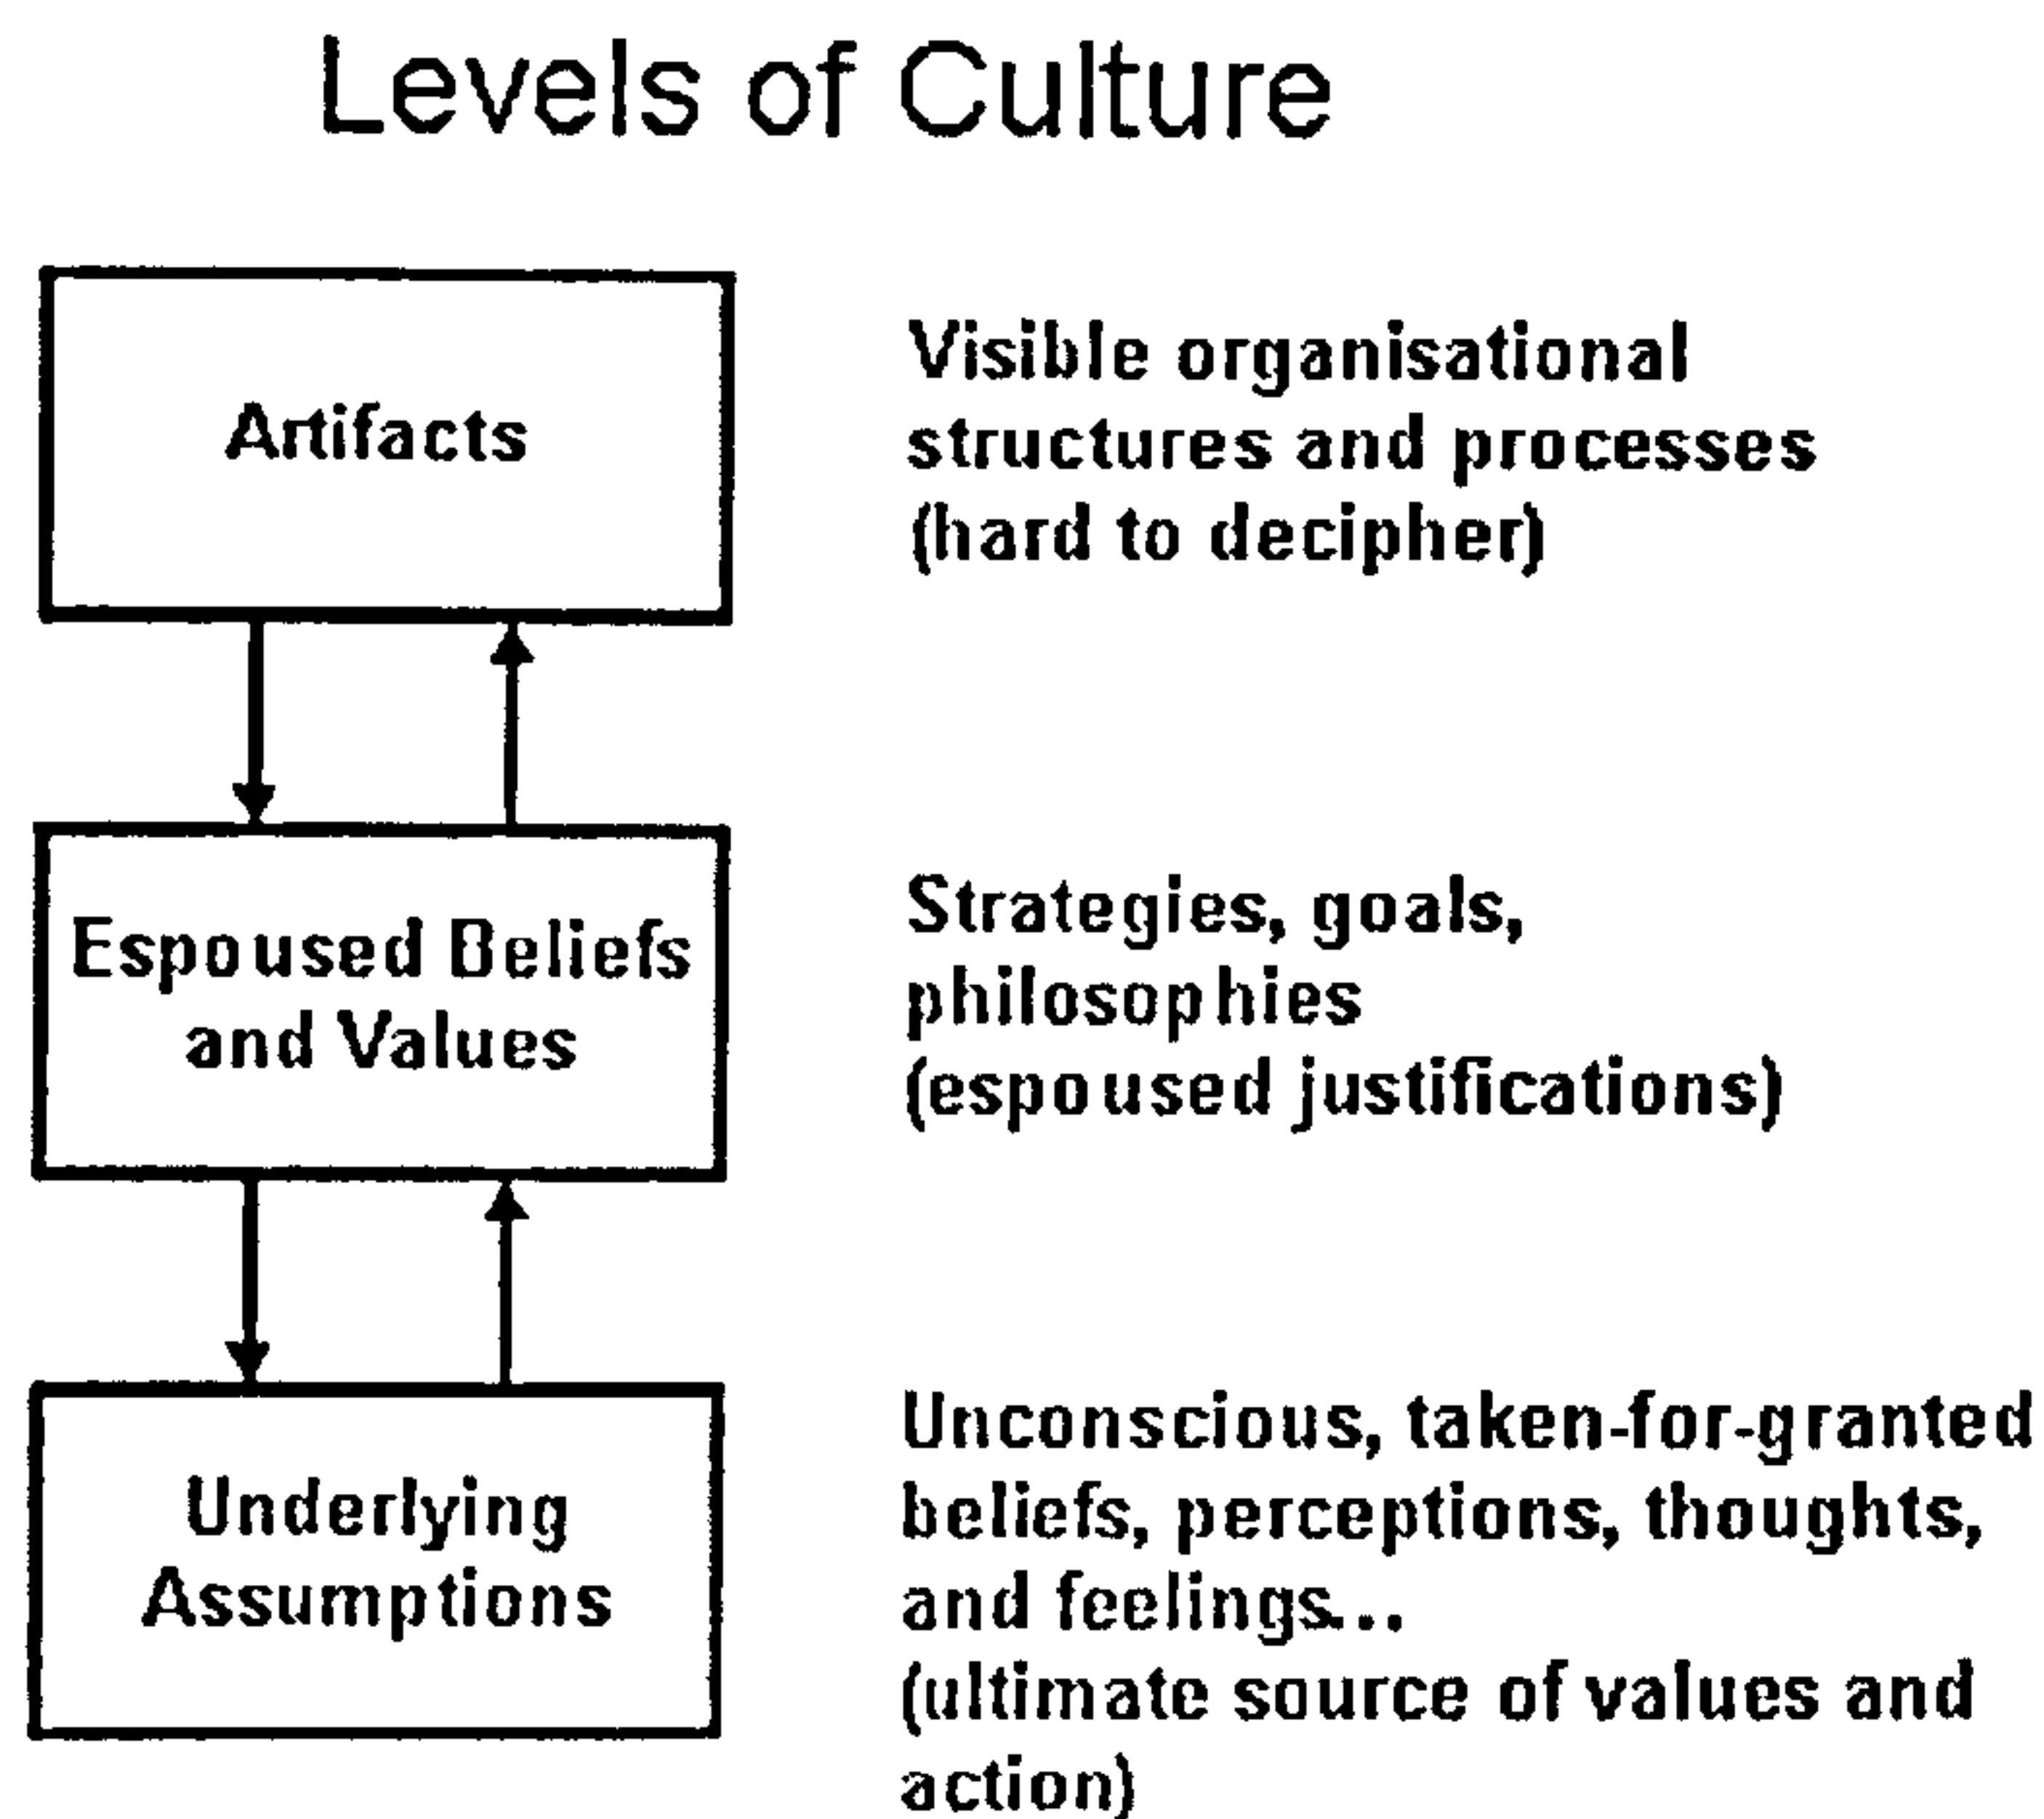 Levels of Culture
Artifacts
Visible organisational
structures and processes
(hard to decipher)
Espoused Beliefs
and Values
Strategies, goals,
philosophies
(espoused justifications)
Underlying
Assumptions
Unconscious, taken-for-granted
beliefs, perceptions, thoughts,
and feelings...
(ultimate source of values and
action)